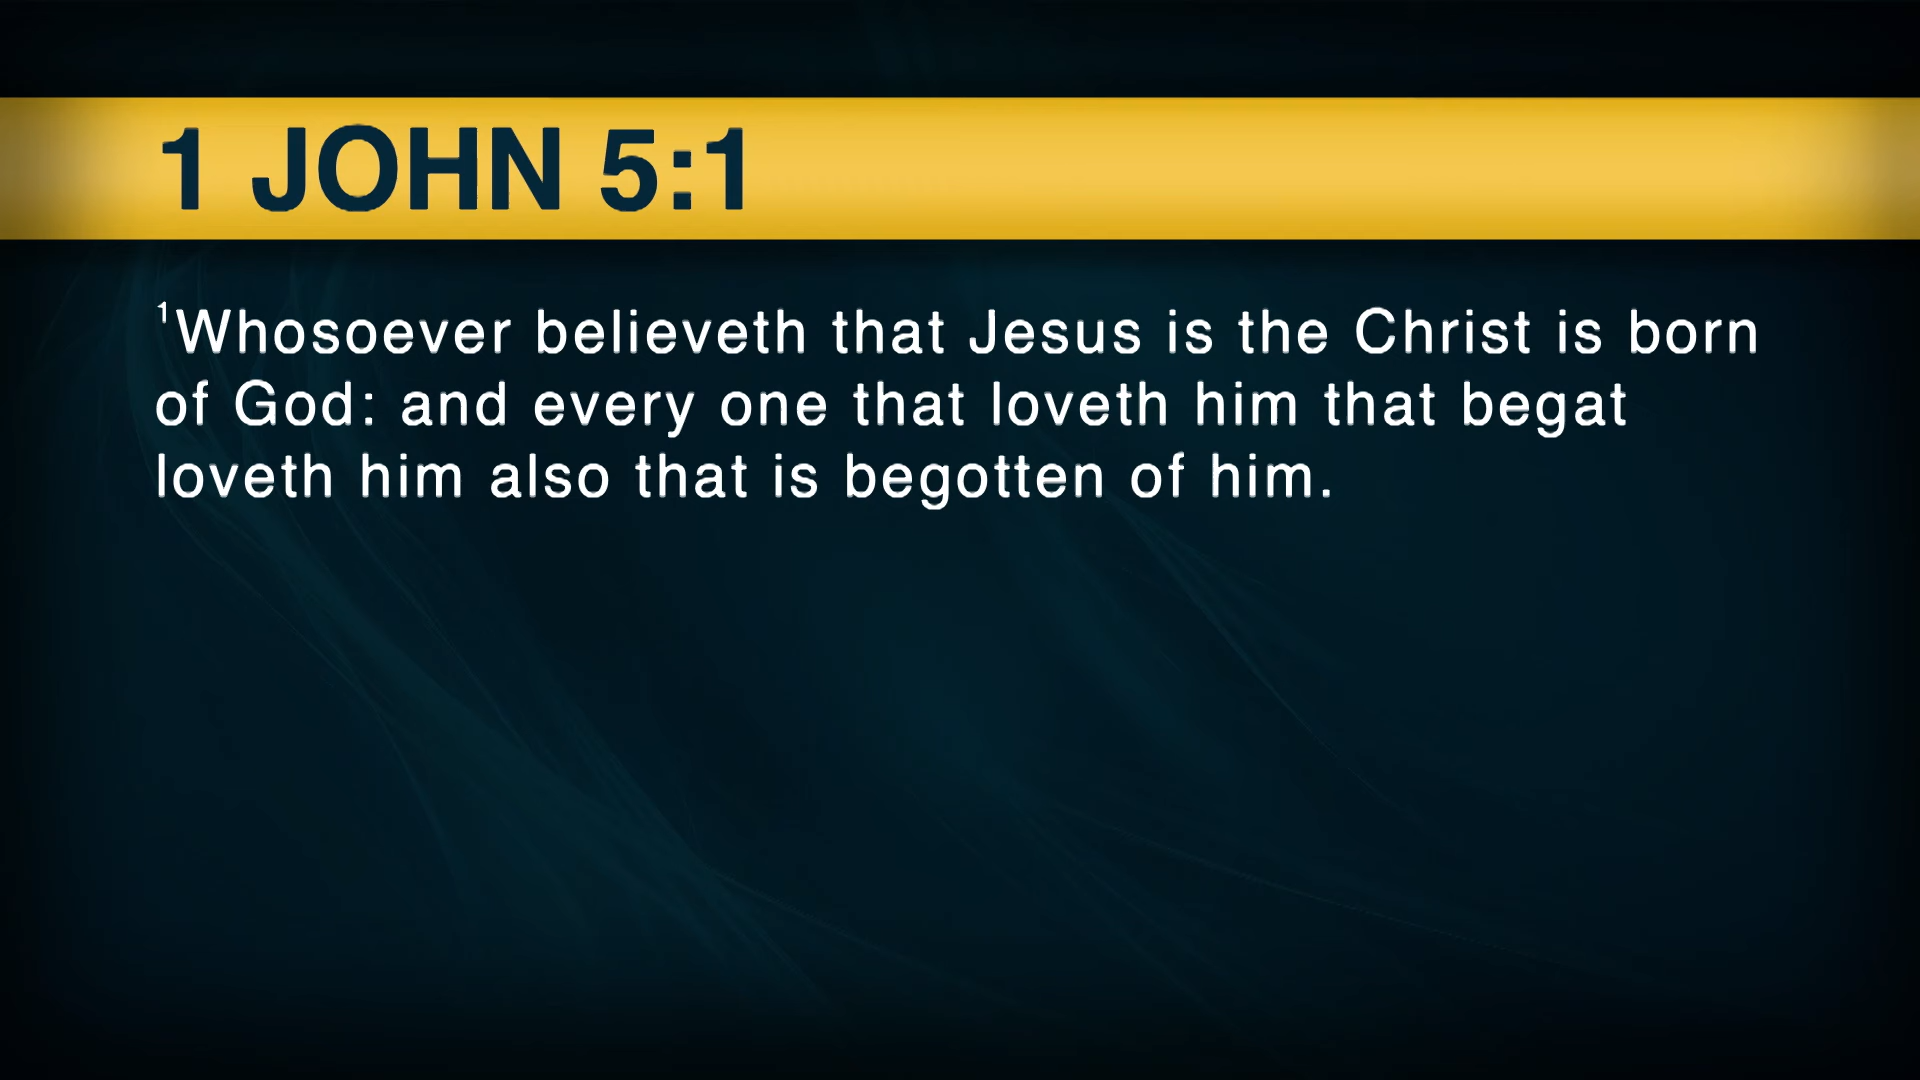 1 JOHN 5:1
¹Whosoever believeth that Jesus is the Christ is born
of God: and every one that loveth him that begat
loveth him also that is begotten of him.